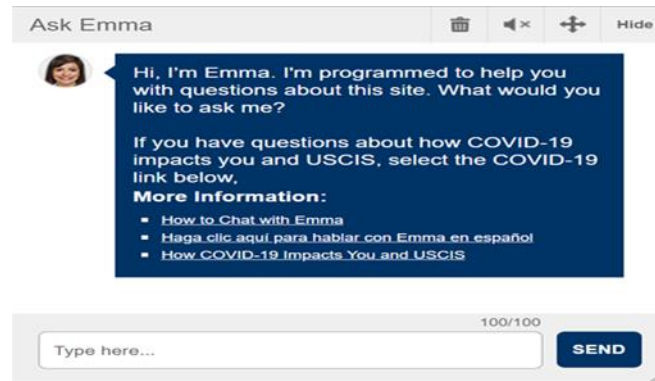 Ask Emma
Hide
Hi, I'm Emma. I'm programmed to help you
with questions about this site. What would you
like to ask me?
If you have questions about how COVID-19
impacts you and USCIS, select the COVID-19
link below,
More Information:
How to Chat with Emma
Haga clic aquí para hablar con Emma en español
How COVID-19 Impacts You and USCIS
100/100
Type here...
SEND